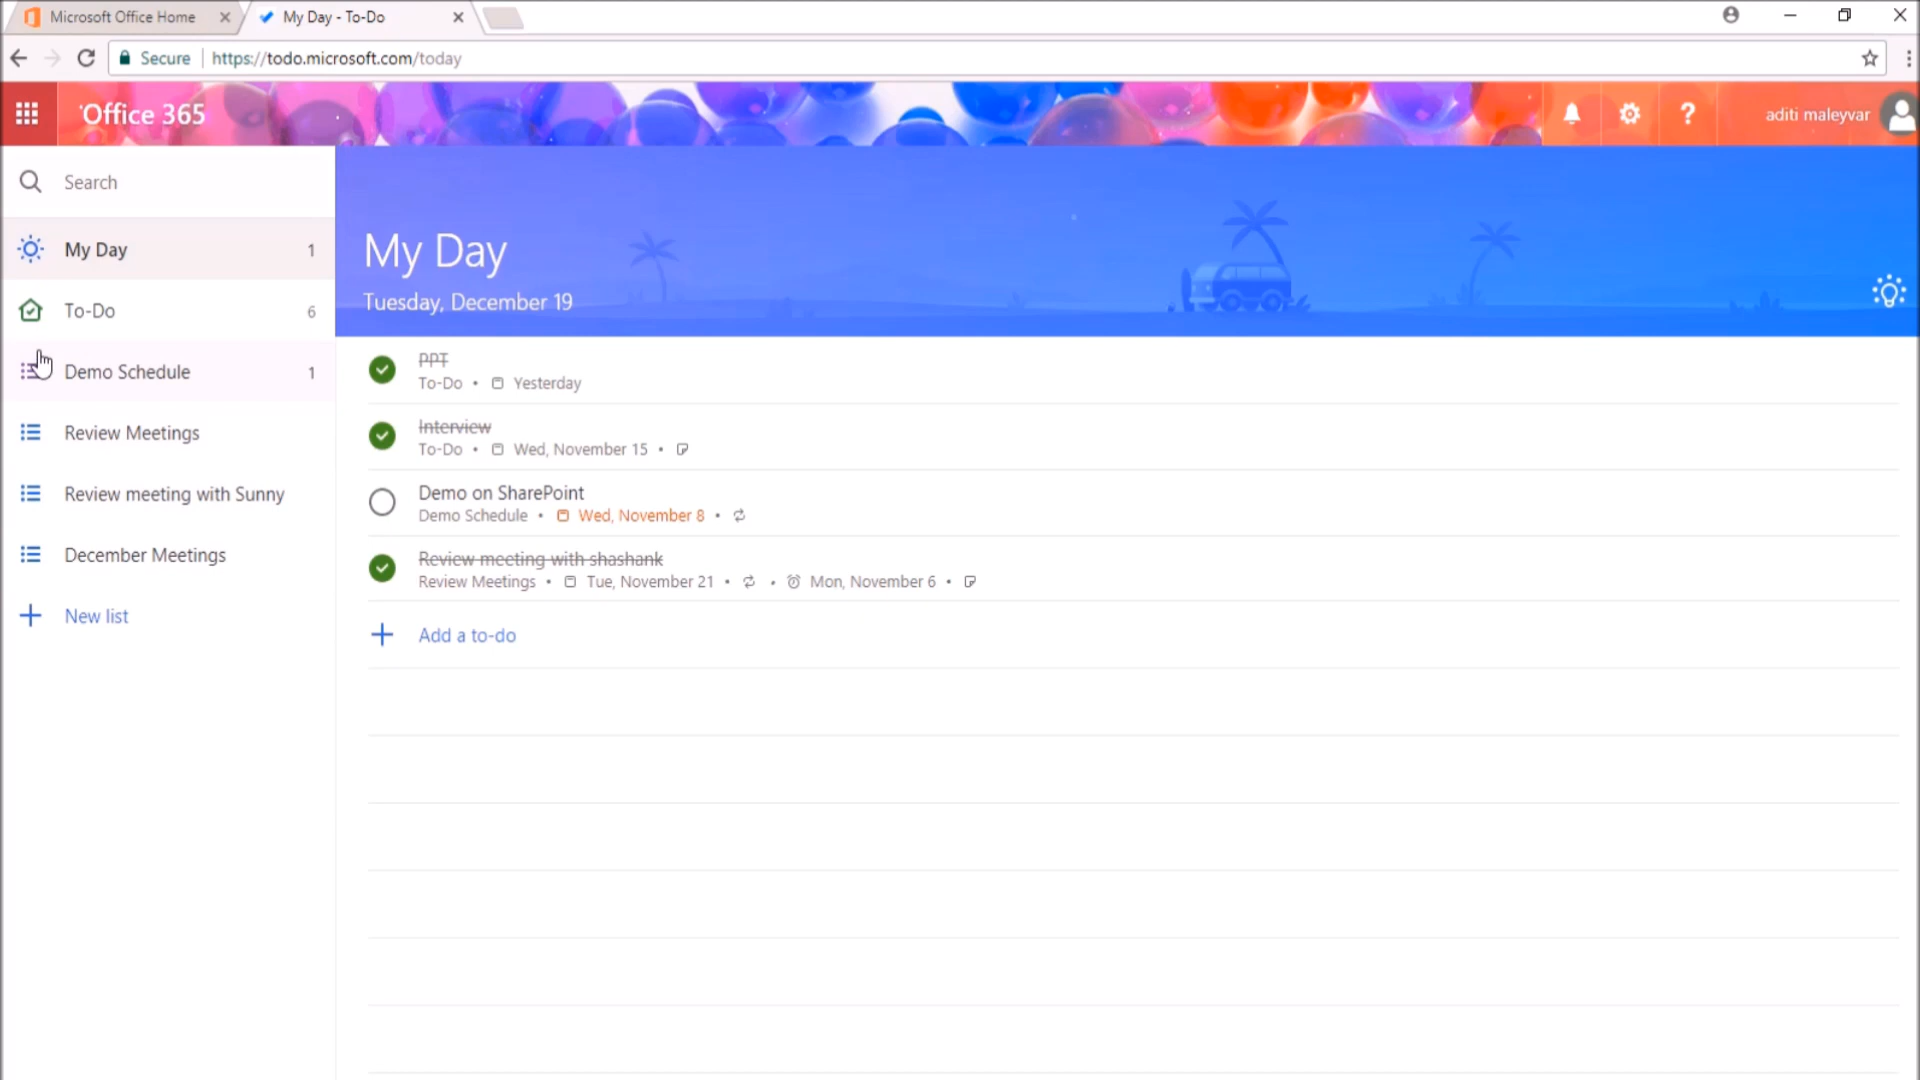 Microsoft Office Home
My Day - To-Do
Secure
https://todo.microsoft.com/today
Office 365
aditi maleyvar
Search
My Day 1
To-Do 6
Demo Schedule 1
Review Meetings
Review meeting with Sunny
December Meetings
New list
My Day
Tuesday, December 19
PPT
To-Do • Yesterday
Interview
To-Do • Wed, November 15 •
Demo on SharePoint
Demo Schedule • Wed, November 8 •
Review meeting with shashank
Review Meetings • Tue, November 21 • • Mon, November 6 •
Add a to-do